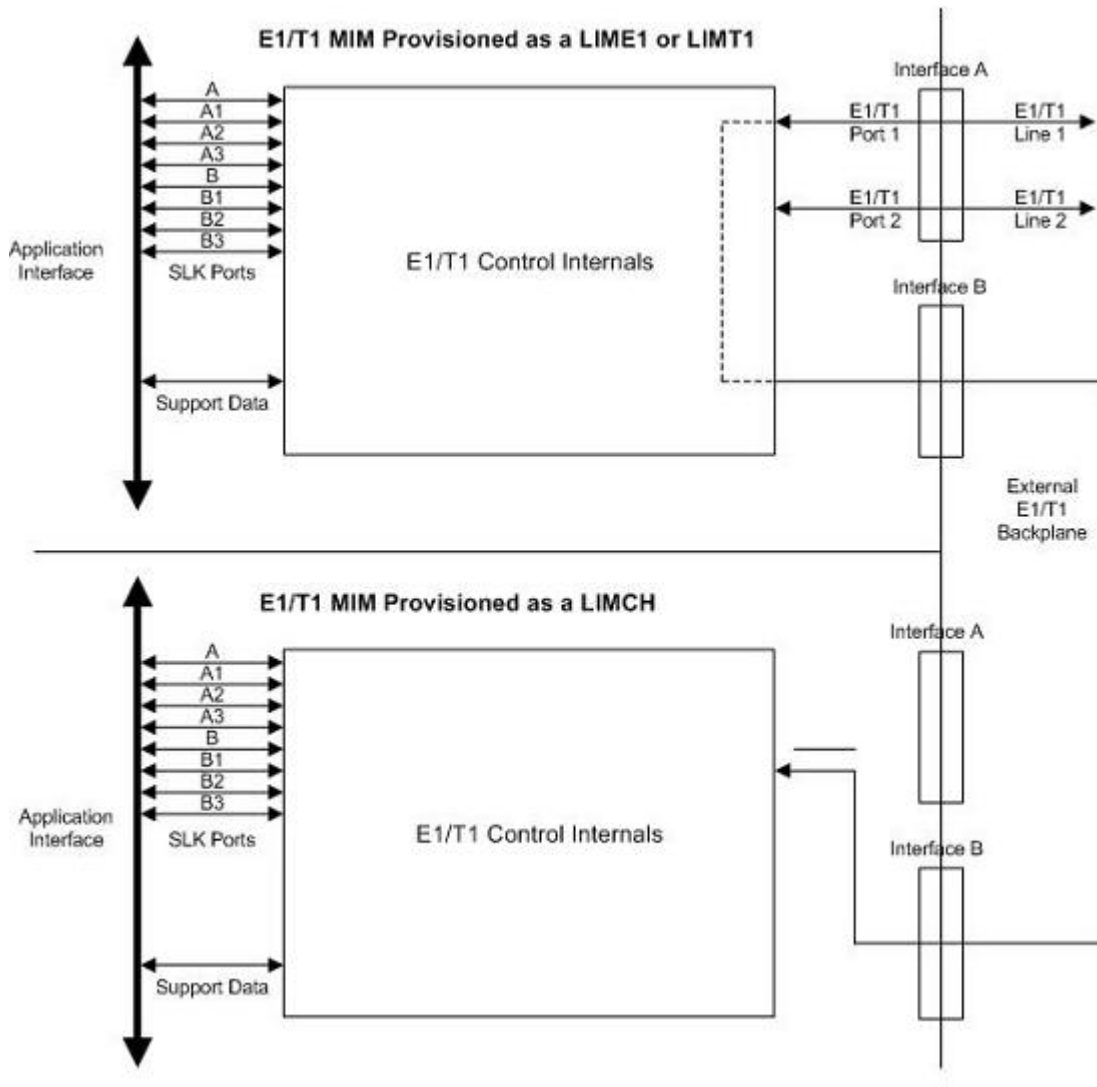 E1/T1 MIM Provisioned as a LIME1 or LIMT1
A
A1
A2
A3
B
B1
B2
B3
SLK Ports
Application
Interface
Support Data
E1/T1 Control Internals
Interface A
E1/T1
Port 1
E1/T1
Line 1
E1/T1
Port 2
E1/T1
Line 2
Interface B
External
E1/T1
Backplane
E1/T1 MIM Provisioned as a LIMCH
A
A1
A2
A3
B
B1
B2
B3
SLK Ports
Application
Interface
Support Data
E1/T1 Control Internals
Interface A
Interface B